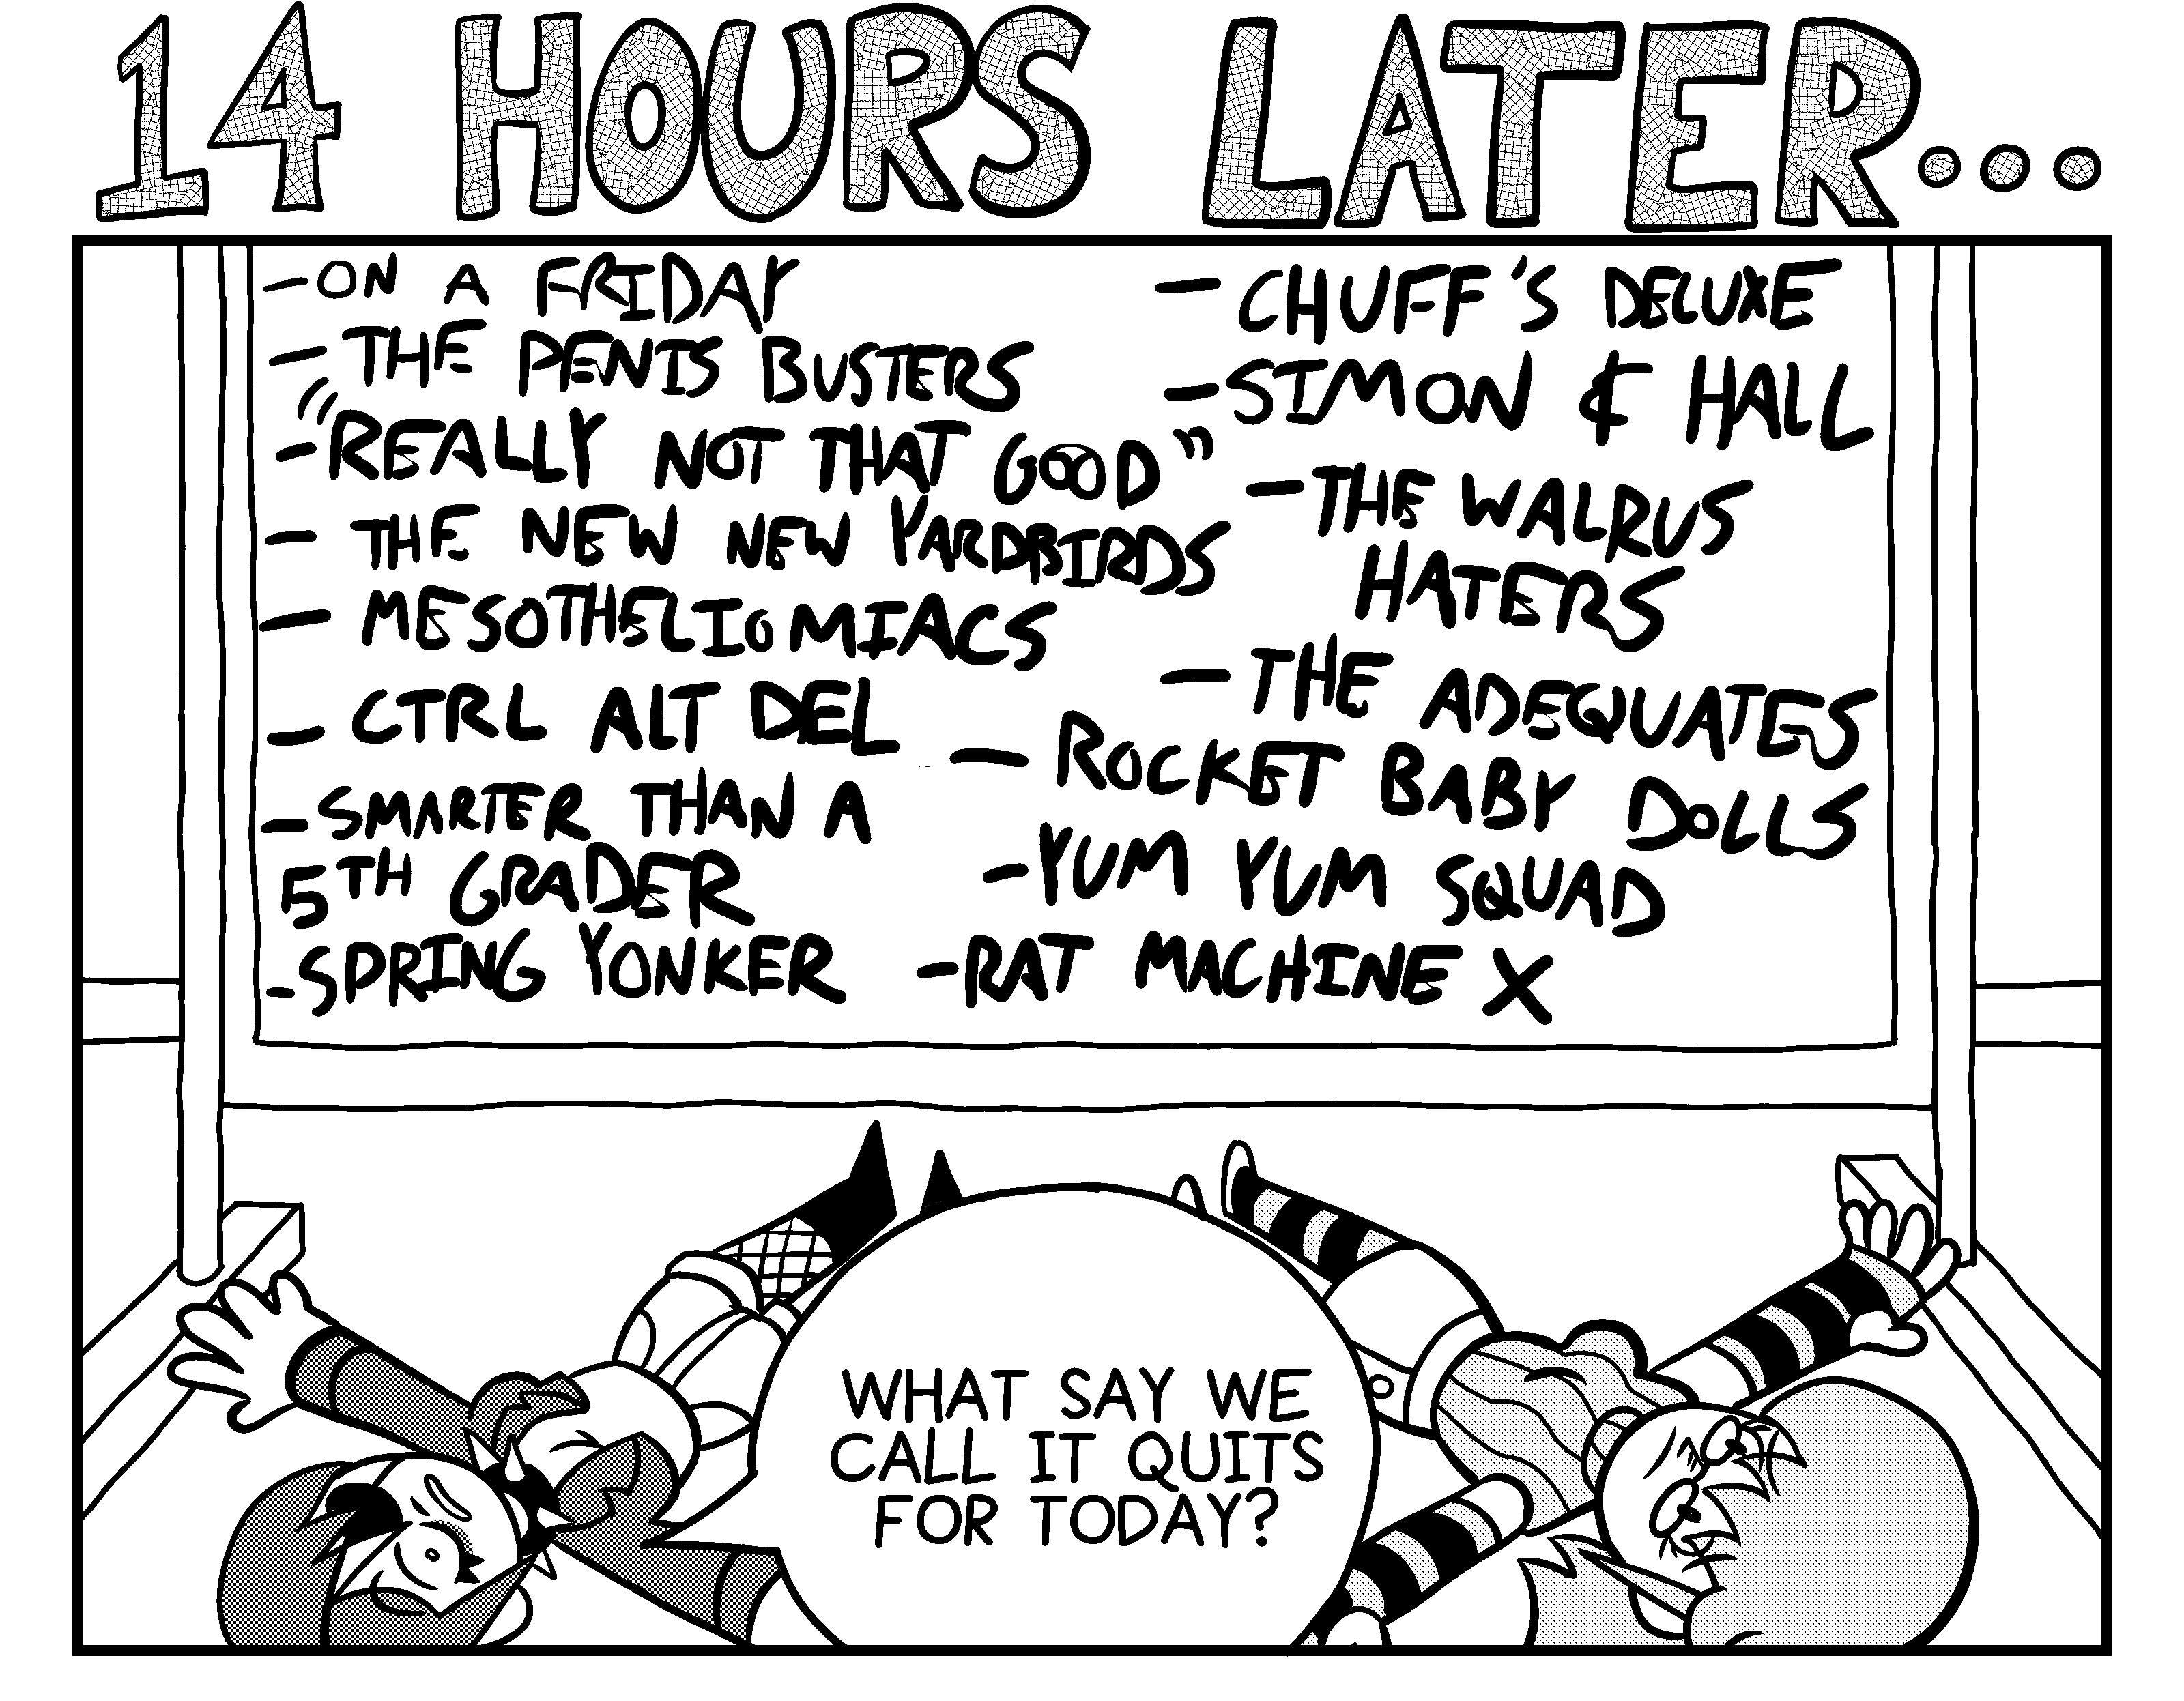 14 HOURS LATER...
-ON A FRIDAY
-THE PENIS BUSTERS
-"REALLY NOT THAT GOOD"
-THE NEW NEW YARDBIRDS
-MESOTHELIOMIACS
-CTRL ALT DEL
-SMARTER THAN A
5TH GRADER
-SPRING YONKER
-CHUFF'S DELUXE
-SIMON & HALL
-THE WALRUS
HATERS
-THE ADEQUATES
-ROCKET BABY DOLLS
-YUM YUM SQUAD
-RAT MACHINE X
WHAT SAY WE
CALL IT QUITS
FOR TODAY?